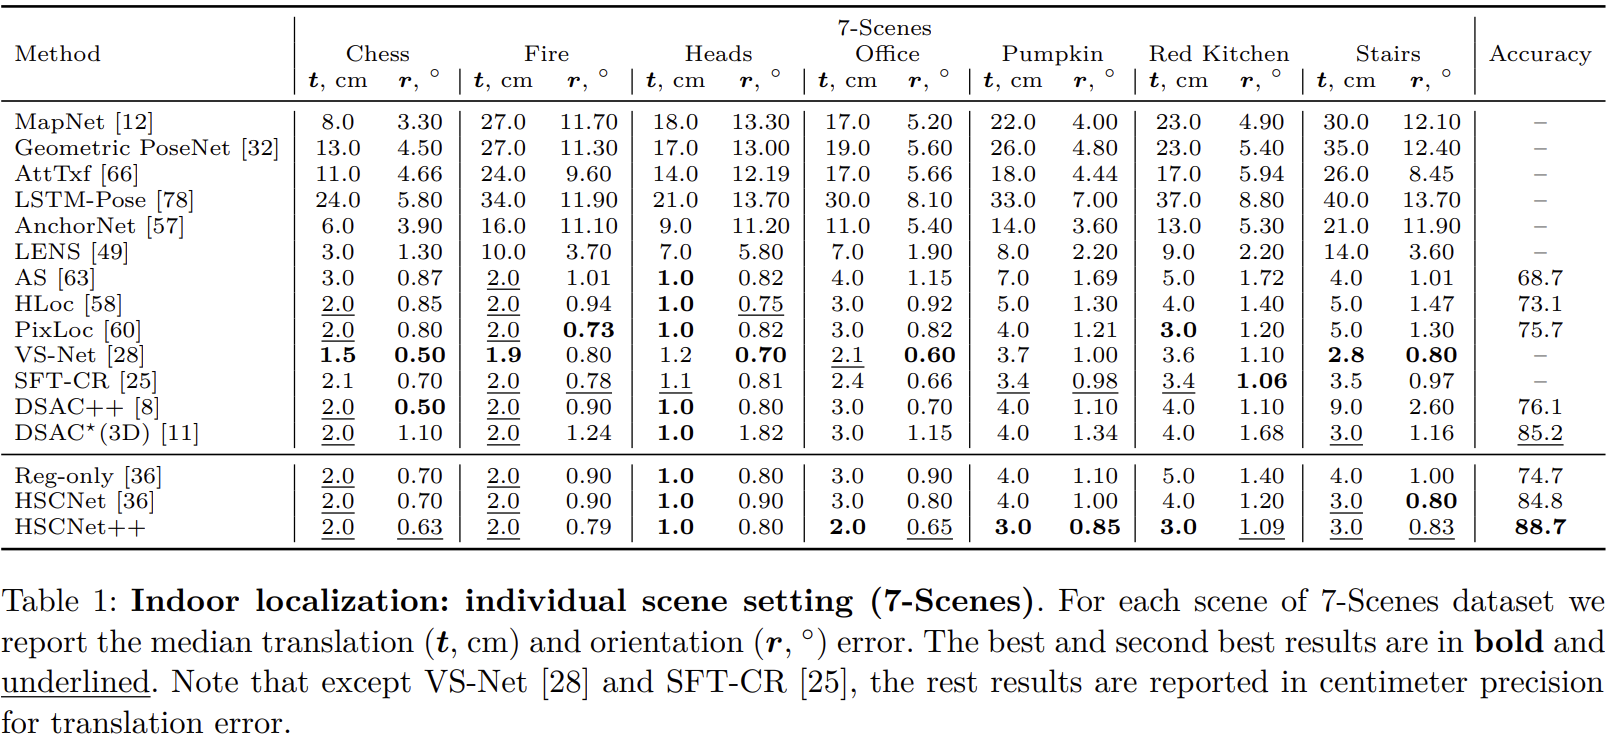 7-Scenes
Method Chess Fire Heads Office Pumpkin Red Kitchen Stairs Accuracy
t, cm r, ° t, cm r, ° t, cm r, ° t, cm r, ° t, cm r, ° t, cm r, ° t, cm r, °
MapNet [12] 8.0 3.30 27.0 11.70 18.0 13.30 17.0 5.20 22.0 4.00 23.0 4.90 30.0 12.10 –
Geometric PoseNet [32] 13.0 4.50 27.0 11.30 17.0 13.00 19.0 5.60 26.0 4.80 23.0 5.40 35.0 12.40 –
AttTxf [66] 11.0 4.66 24.0 9.60 14.0 12.19 17.0 5.66 18.0 4.44 17.0 5.94 26.0 8.45 –
LSTM-Pose [78] 24.0 5.80 34.0 11.90 21.0 13.70 30.0 8.10 33.0 7.00 37.0 8.80 40.0 13.70 –
AnchorNet [57] 6.0 3.90 16.0 11.10 9.0 11.20 11.0 5.40 14.0 3.60 13.0 5.30 21.0 11.90 –
LENS [49] 3.0 1.30 10.0 3.70 7.0 5.80 7.0 1.90 8.0 2.20 9.0 2.20 14.0 3.60 –
AS [63] 3.0 0.87 2.0 1.01 1.0 0.82 4.0 1.15 7.0 1.69 5.0 1.72 4.0 1.01 68.7
HLoc [58] 2.0 0.85 2.0 0.94 1.0 0.75 3.0 0.92 5.0 1.30 4.0 1.40 5.0 1.47 73.1
PixLoc [60] 2.0 0.80 2.0 0.73 1.0 0.82 3.0 0.82 4.0 1.21 3.0 1.20 5.0 1.30 75.7
VS-Net [28] 1.5 0.50 1.9 0.80 1.2 0.70 2.1 0.60 3.7 1.00 3.6 1.10 2.8 0.80 –
SFT-CR [25] 2.1 0.70 2.0 0.78 1.1 0.81 2.4 0.66 3.4 0.98 3.4 1.06 3.5 0.97 –
DSAC++ [8] 2.0 0.50 2.0 0.90 1.0 0.80 3.0 0.70 4.0 1.10 4.0 1.10 9.0 2.60 76.1
DSAC⋆(3D) [11] 2.0 1.10 2.0 1.24 1.0 1.82 3.0 1.15 4.0 1.34 4.0 1.68 3.0 1.16 85.2
Reg-only [36] 2.0 0.70 2.0 0.90 1.0 0.80 3.0 0.90 4.0 1.10 5.0 1.40 4.0 1.00 74.7
HSCNet [36] 2.0 0.70 2.0 0.90 1.0 0.90 3.0 0.80 4.0 1.00 4.0 1.20 3.0 0.80 84.8
HSCNet++ 2.0 0.63 2.0 0.79 1.0 0.80 2.0 0.65 3.0 0.85 3.0 1.09 3.0 0.83 88.7
Table 1: Indoor localization: individual scene setting (7-Scenes). For each scene of 7-Scenes dataset we
report the median translation (t, cm) and orientation (r, °) error. The best and second best results are in bold and
underlined. Note that except VS-Net [28] and SFT-CR [25], the rest results are reported in centimeter precision
for translation error.